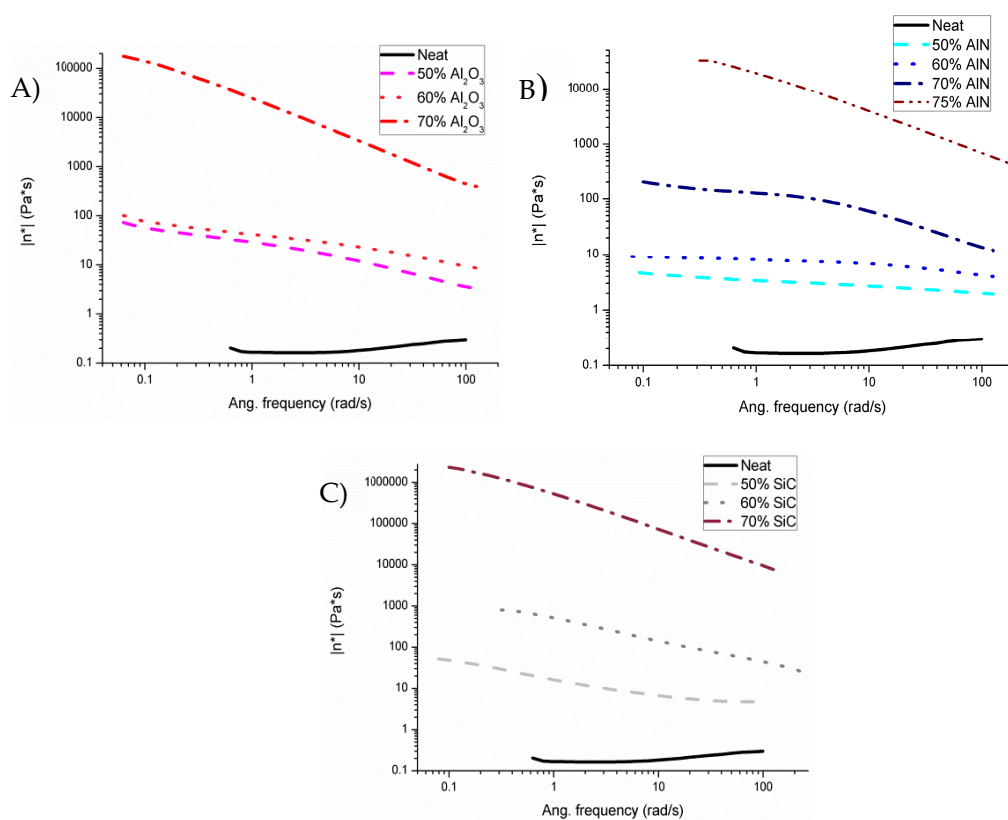 A)
Neat
50% Al2O3
60% Al2O3
70% Al2O3
100000
10000
1000
100
10
1
0.1
|n*| (Pa*s)
0.1 1 10 100
Ang. frequency (rad/s)
B)
Neat
50% AlN
60% AlN
70% AlN
75% AlN
10000
1000
100
10
1
0.1
|n*| (Pa*s)
0.1 1 10 100
Ang. frequency (rad/s)
C)
Neat
50% SiC
60% SiC
70% SiC
1000000
100000
10000
1000
100
10
1
0.1
|n*| (Pa*s)
0.1 1 10 100
Ang. frequency (rad/s)